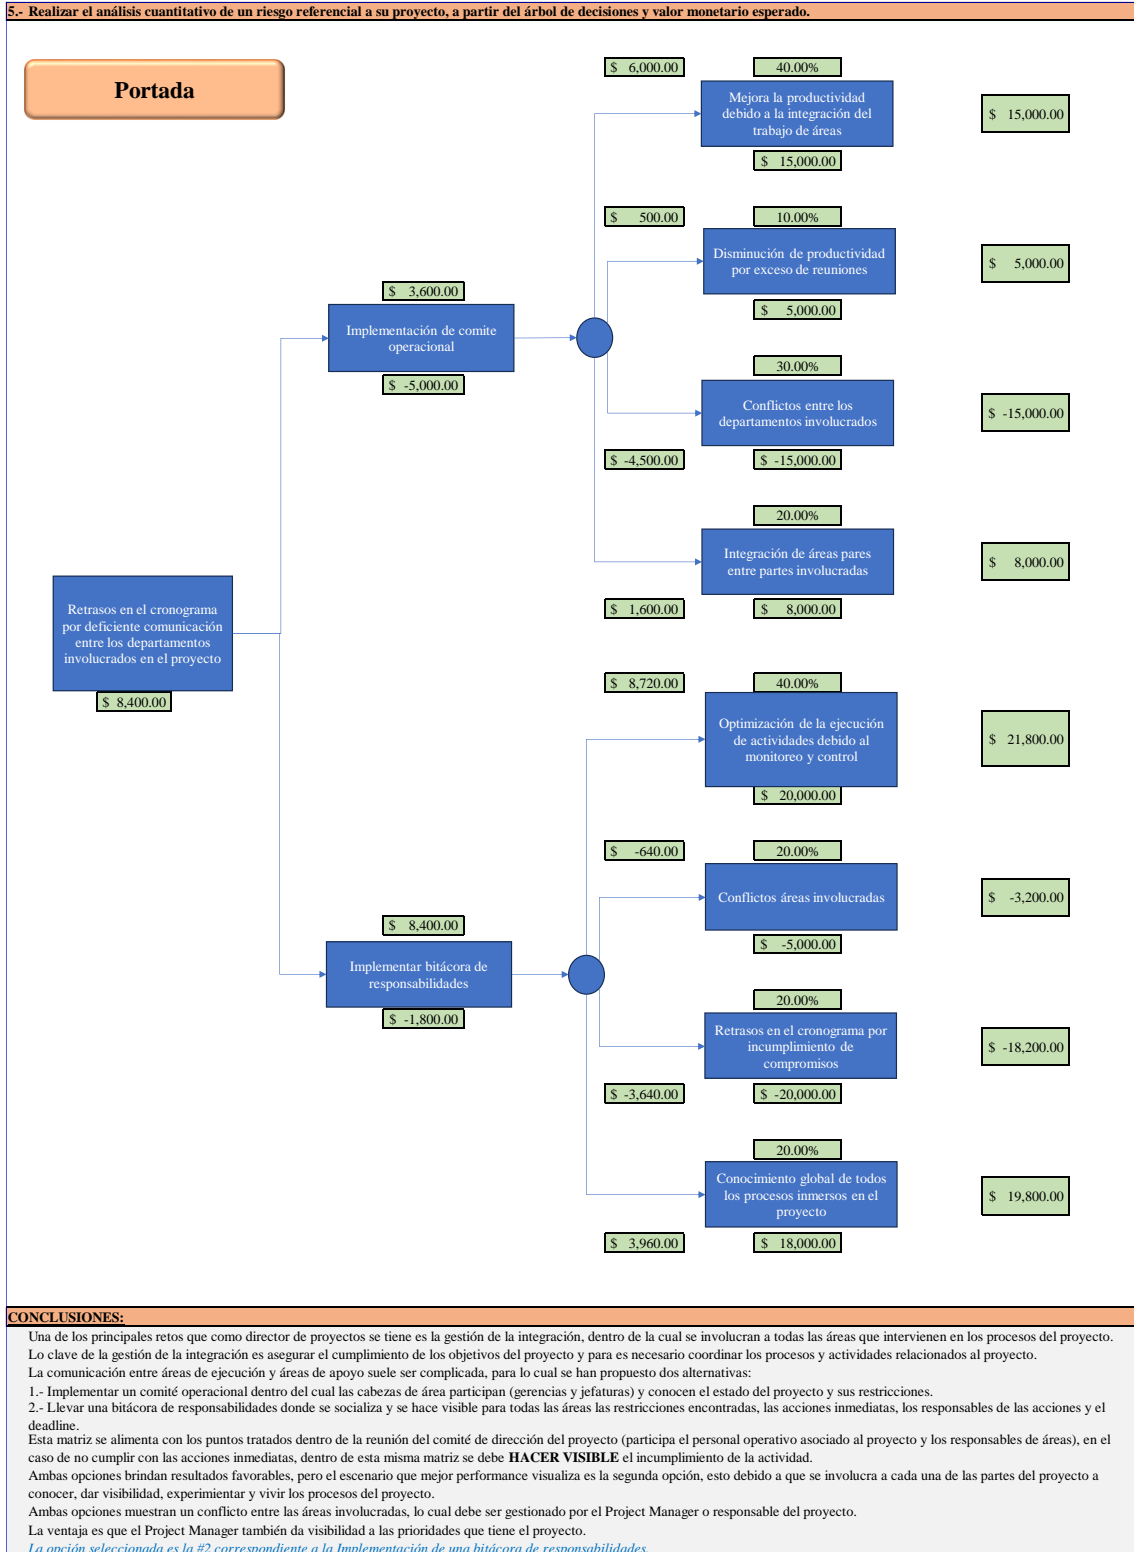 5.- Realizar el análisis cuantitativo de un riesgo referencial a su proyecto, a partir del árbol de decisiones y valor monetario esperado.
Portada
$ 6,000.00
40.00%
Mejora la productividad
debido a la integración del
trabajo de áreas
$ 15,000.00
$ 15,000.00
$ 500.00
10.00%
Disminución de productividad
por exceso de reuniones
$ 5,000.00
$ 5,000.00
$ 3,600.00
Implementación de comite
operacional
$ -5,000.00
30.00%
Conflictos entre los
departamentos involucrados
$ -15,000.00
$ -4,500.00
$ -15,000.00
20.00%
Integración de áreas pares
entre partes involucradas
$ 8,000.00
$ 1,600.00
$ 8,000.00
Retrasos en el cronograma
por deficiente comunicación
entre los departamentos
involucrados en el proyecto
$ 8,400.00
$ 8,720.00
40.00%
Optimización de la ejecución
de actividades debido al
monitoreo y control
$ 21,800.00
$ 20,000.00
$ -640.00
20.00%
Conflictos áreas involucradas
$ -3,200.00
$ -5,000.00
$ 8,400.00
Implementar bitácora de
responsabilidades
$ -1,800.00
20.00%
Retrasos en el cronograma por
incumplimiento de
compromisos
$ -18,200.00
$ -3,640.00
$ -20,000.00
20.00%
Conocimiento global de todos
los procesos inmersos en el
proyecto
$ 19,800.00
$ 3,960.00
$ 18,000.00
CONCLUSIONES:
Una de los principales retos que como director de proyectos se tiene es la gestión de la integración, dentro de la cual se involucran a todas las áreas que intervienen en los procesos del proyecto.
Lo clave de la gestión de la integración es asegurar el cumplimiento de los objetivos del proyecto y para es necesario coordinar los procesos y actividades relacionados al proyecto.
La comunicación entre áreas de ejecución y áreas de apoyo suele ser complicada, para lo cual se han propuesto dos alternativas:
1.- Implementar un comité operacional dentro del cual las cabezas de área participan (gerencias y jefaturas) y conocen el estado del proyecto y sus restricciones.
2.- Llevar una bitácora de responsabilidades donde se socializa y se hace visible para todas las áreas las restricciones encontradas, las acciones inmediatas, los responsables de las acciones y el
deadline.
Esta matriz se alimenta con los puntos tratados dentro de la reunión del comité de dirección del proyecto (participa el personal operativo asociado al proyecto y los responsables de áreas), en el
caso de no cumplir con las acciones inmediatas, dentro de esta misma matriz se debe HACER VISIBLE el incumplimiento de la actividad.
Ambas opciones brindan resultados favorables, pero el escenario que mejor performance visualiza es la segunda opción, esto debido a que se involucra a cada una de las partes del proyecto a
conocer, dar visibilidad, experimentar y vivir los procesos del proyecto.
Ambas opciones muestran un conflicto entre las áreas involucradas, lo cual debe ser gestionado por el Project Manager o responsable del proyecto.
La ventaja es que el Project Manager también da visibilidad a las prioridades que tiene el proyecto.
La opción seleccionada es la #2 correspondiente a la Implementación de una bitácora de responsabilidades.